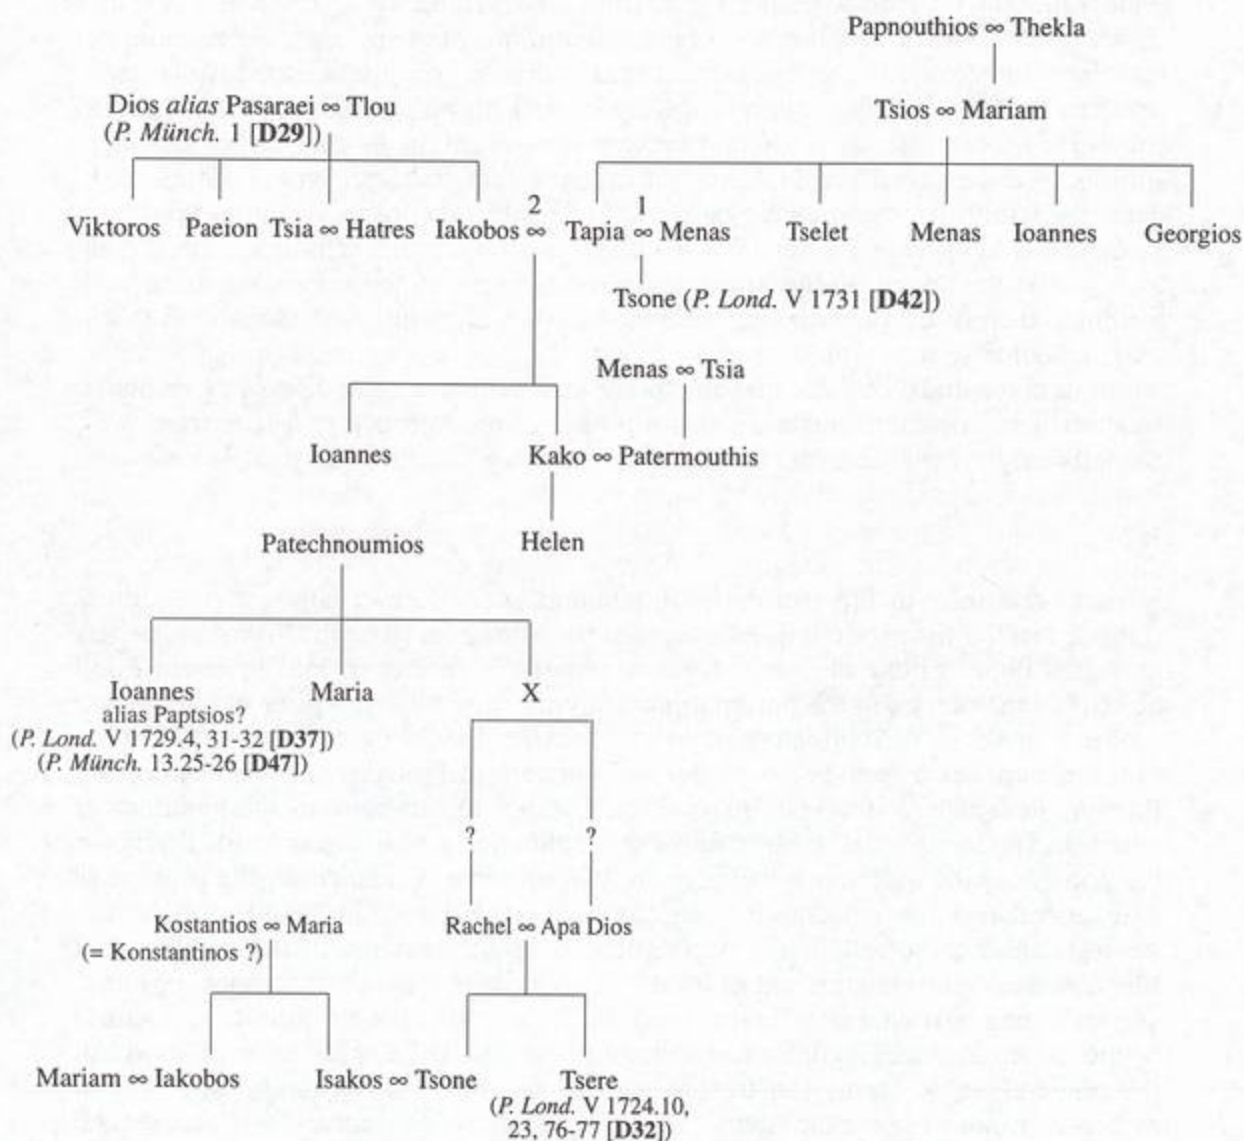 Papnouthios ∞ Thekla
Dios alias Pasaraei ∞ Tlou
(P. Münch. 1 [D29])
Tsios ∞ Mariam
2
1
Viktoros Paeion Tsia ∞ Hatres Iakobos ∞ Tapia ∞ Menas Tselet Menas Ioannes Georgios
Tsone (P. Lond. V 1731 [D42])
Menas ∞ Tsia
Ioannes Kako ∞ Patermouthis
Patechnoumios Helen
Ioannes Maria X
alias Paptsios?
(P. Lond. V 1729.4, 31-32 [D37])
(P. Münch. 13.25-26 [D47])
? ?
Kostantios ∞ Maria Rachel ∞ Apa Dios
(= Konstantinos ?)
Mariam ∞ Iakobos Isakos ∞ Tsone Tsere
(P. Lond. V 1724.10,
23, 76-77 [D32])